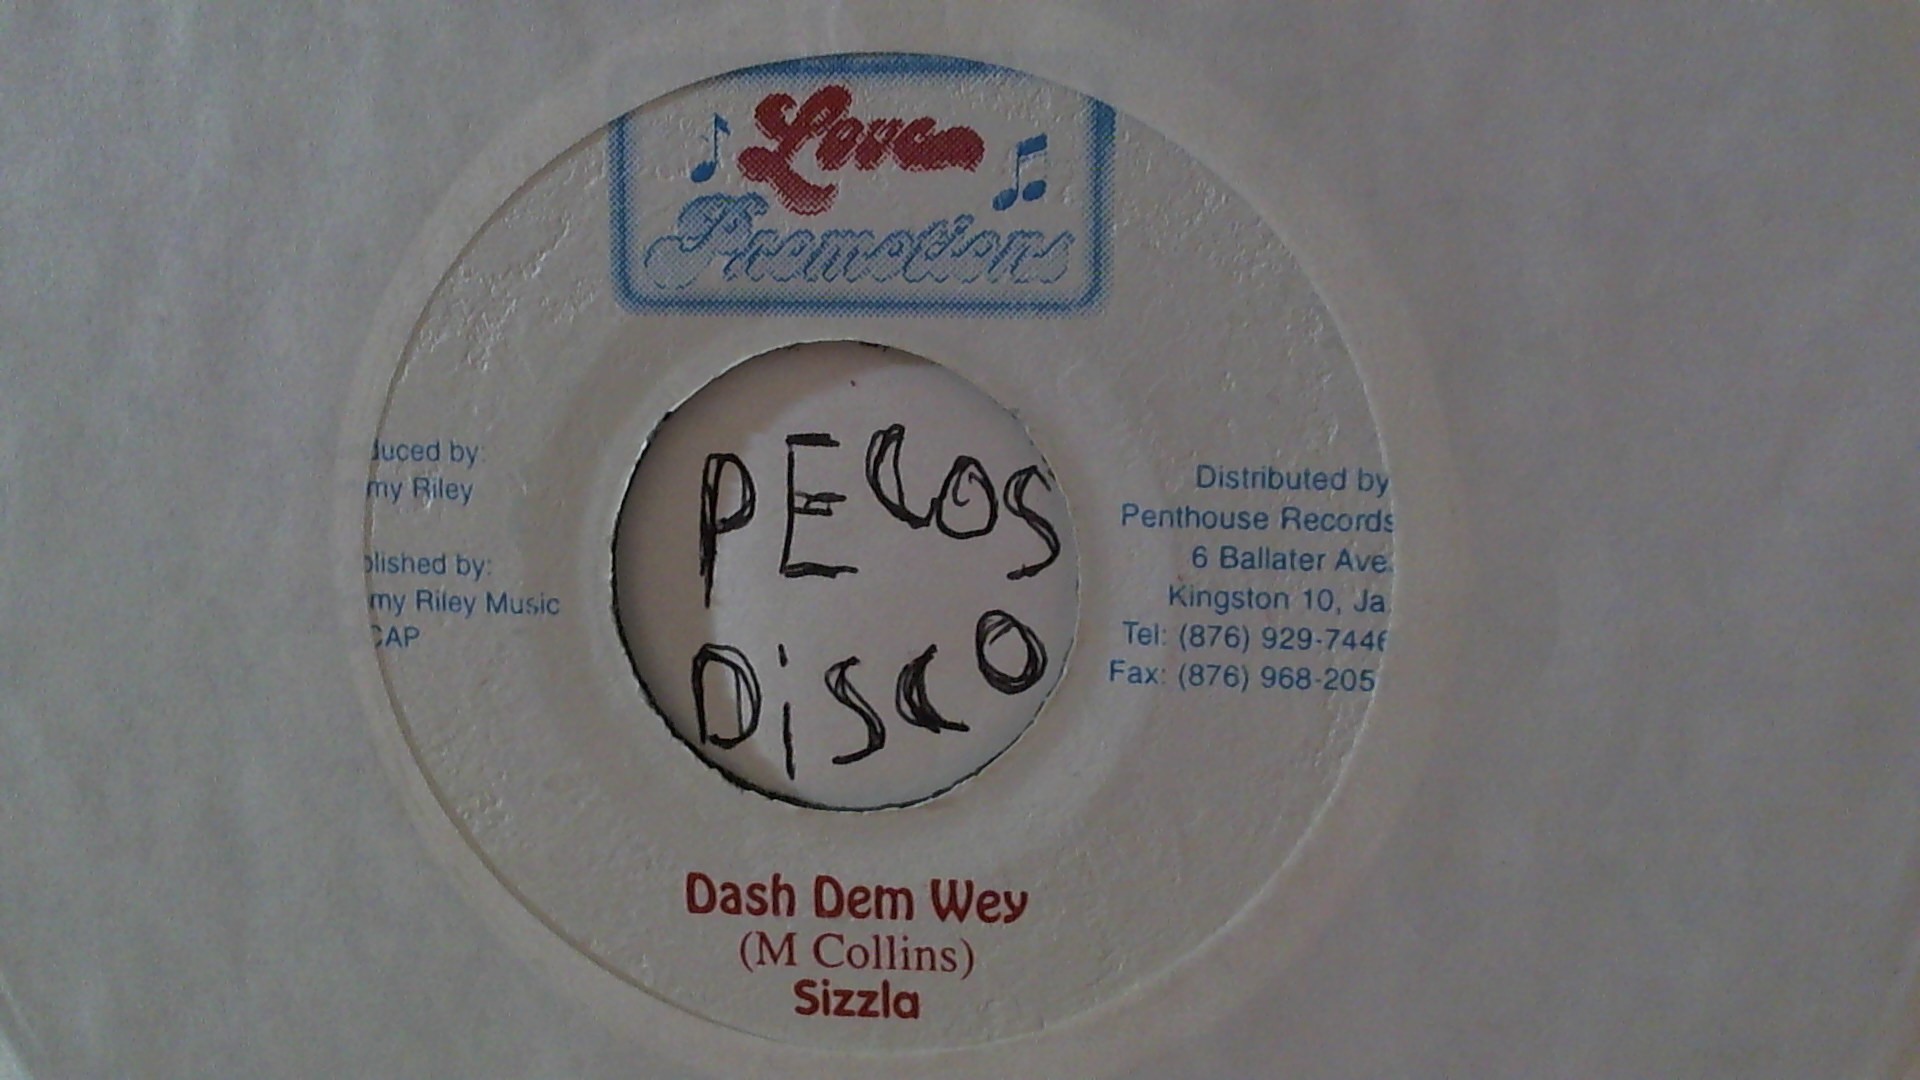 Love
Promotions
duced by:
my Riley
blished by:
my Riley Music
CAP
PECOS
DiSCO
Distributed by
Penthouse Records
6 Ballater Ave.
Kingston 10, Ja.
Tel: (876) 929-7446
Fax: (876) 968-205
Dash Dem Wey
(M Collins)
Sizzla